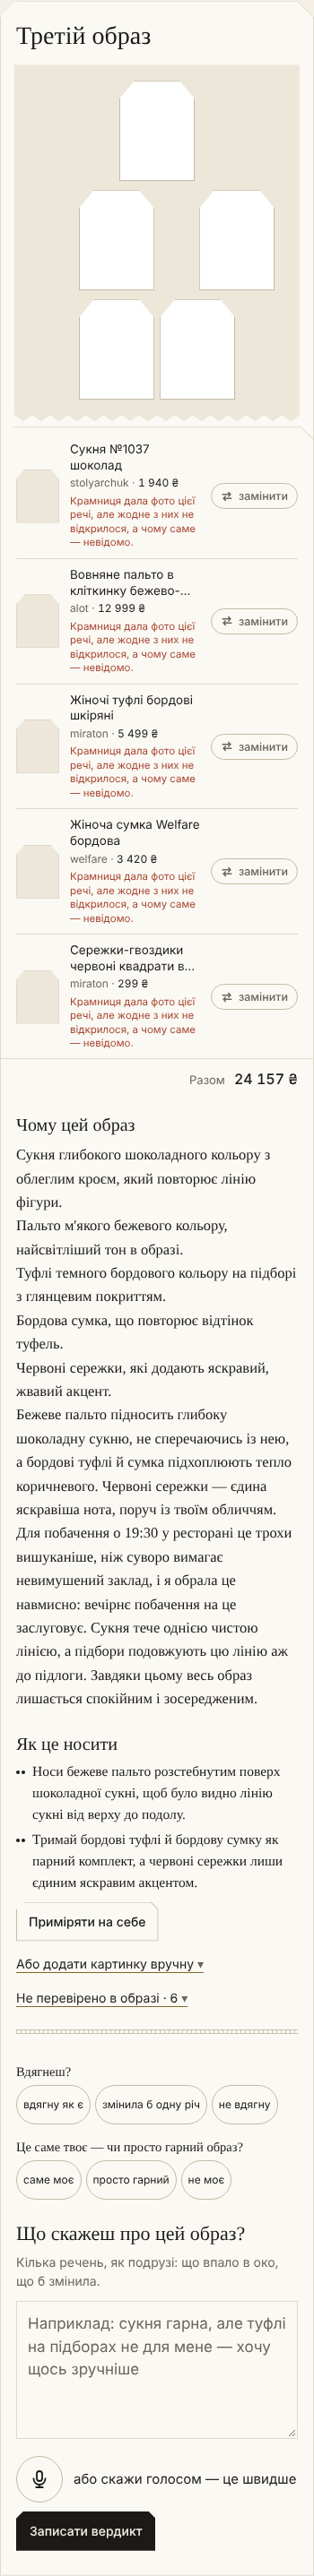 Третій образ
Сукня №1037
шоколад
stolyarchuk · 1 940 ₴
Крамниця дала фото цієї
речі, але жодне з них не
відкрилося, а чому саме
— невідомо.
⇄ замінити
Вовняне пальто в
кліткинку бежево-...
alot · 12 999 ₴
Крамниця дала фото цієї
речі, але жодне з них не
відкрилося, а чому саме
— невідомо.
⇄ замінити
Жіночі туфлі бордові
шкіряні
miraton · 5 499 ₴
Крамниця дала фото цієї
речі, але жодне з них не
відкрилося, а чому саме
— невідомо.
⇄ замінити
Жіноча сумка Welfare
бордова
welfare · 3 420 ₴
Крамниця дала фото цієї
речі, але жодне з них не
відкрилося, а чому саме
— невідомо.
⇄ замінити
Сережки-гвоздики
червоні квадрати в...
miraton · 299 ₴
Крамниця дала фото цієї
речі, але жодне з них не
відкрилося, а чому саме
— невідомо.
⇄ замінити
Разом 24 157 ₴
Чому цей образ
Сукня глибокого шоколадного кольору з
облеглим кроєм, який повторює лінію
фігури.
Пальто м'якого бежевого кольору,
найсвітліший тон в образі.
Туфлі темного бордового кольору на підборі
з глянцевим покриттям.
Бордова сумка, що повторює відтінок
туфель.
Червоні сережки, які додають яскравий,
жвавий акцент.
Бежеве пальто підносить глибоку
шоколадну сукню, не сперечаючись із нею,
а бордові туфлі й сумка підхоплюють тепло
коричневого. Червоні сережки — єдина
яскравіша нота, поруч із твоїм обличчям.
Для побачення о 19:30 у ресторані це трохи
вишуканіше, ніж суворо вимагає
невимушений заклад, і я обрала це
навмисно: вечірнє побачення на це
заслуговує. Сукня тече однією чистою
лінією, а підбори подовжують цю лінію аж
до підлоги. Завдяки цьому весь образ
лишається спокійним і зосередженим.
Як це носити
•• Носи бежеве пальто розстебнутим поверх
шоколадної сукні, щоб було видно лінію
сукні від верху до подолу.
•• Тримай бордові туфлі й бордову сумку як
парний комплект, а червоні сережки лиши
єдиним яскравим акцентом.
Приміряти на себе
Або додати картинку вручну ▾
Не перевірено в образі · 6 ▾
Вдягнеш?
вдягну як є
змінила б одну річ
не вдягну
Це саме твоє — чи просто гарний образ?
саме моє
просто гарний
не моє
Що скажеш про цей образ?
Кілька речень, як подрузі: що впало в око,
що б змінила.
Наприклад: сукня гарна, але туфлі
на підборах не для мене — хочу
щось зручніше
або скажи голосом — це швидше
Записати вердикт